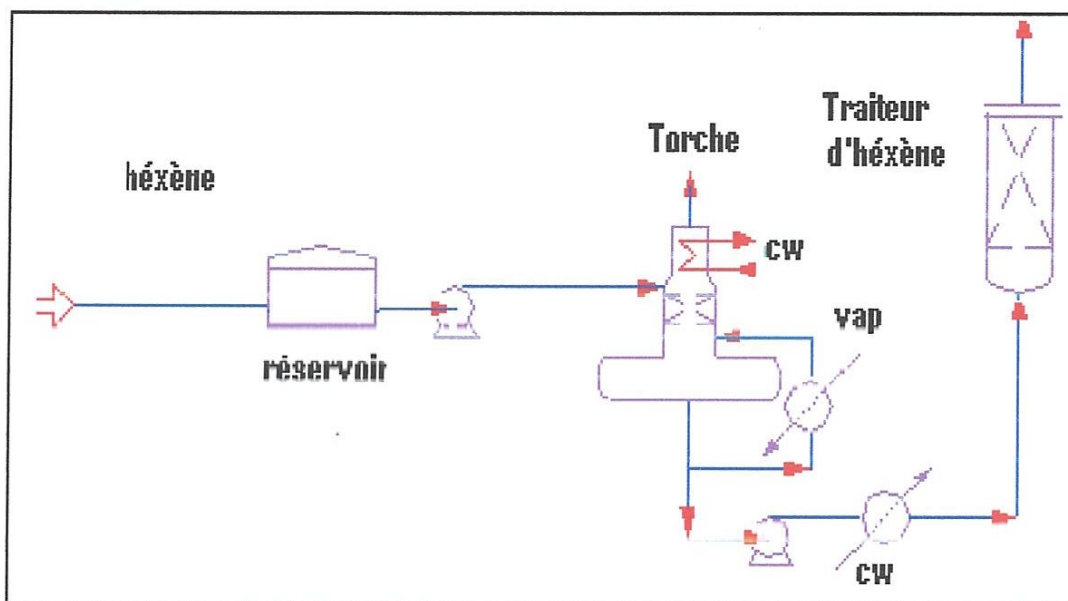 héxène
réservoir
Torche
cw
vap
cw
Traiteur
d'héxène